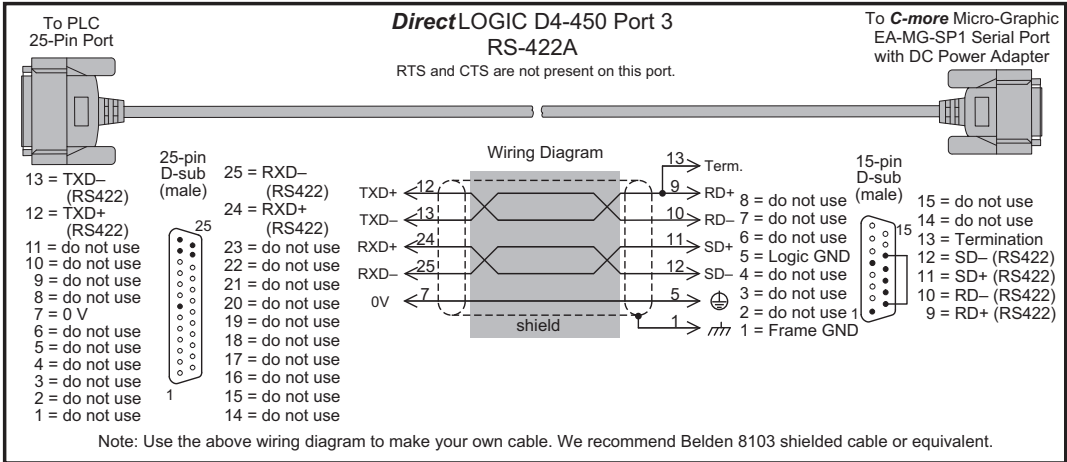 To PLC
25-Pin Port
DirectLOGIC D4-450 Port 3
RS-422A
RTS and CTS are not present on this port.
To C-more Micro-Graphic
EA-MG-SP1 Serial Port
with DC Power Adapter
25-pin
D-sub
(male)
13 = TXD–
(RS422)
12 = TXD+
(RS422)
11 = do not use
10 = do not use
9 = do not use
8 = do not use
7 = 0 V
6 = do not use
5 = do not use
4 = do not use
3 = do not use
2 = do not use
1 = do not use
25
1
25 = RXD–
(RS422)
24 = RXD+
(RS422)
23 = do not use
22 = do not use
21 = do not use
20 = do not use
19 = do not use
18 = do not use
17 = do not use
16 = do not use
15 = do not use
14 = do not use
Wiring Diagram
13 Term.
TXD+ 12 9 RD+
TXD– 13 10 RD–
RXD+ 24 11 SD+
RXD– 25 12 SD–
0V 7 5
shield 1
8 = do not use
7 = do not use
6 = do not use
5 = Logic GND
4 = do not use
3 = do not use
2 = do not use
1 = Frame GND
15-pin
D-sub
(male)
15
1
15 = do not use
14 = do not use
13 = Termination
12 = SD– (RS422)
11 = SD+ (RS422)
10 = RD– (RS422)
9 = RD+ (RS422)
Note: Use the above wiring diagram to make your own cable. We recommend Belden 8103 shielded cable or equivalent.